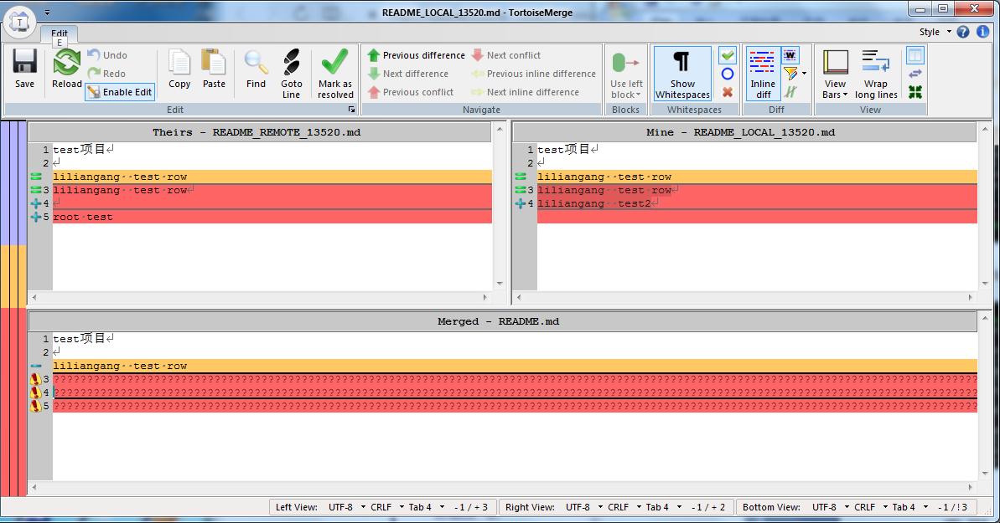 README_LOCAL_13520.md - TortoiseMerge
T
Edit
E
Style
Save
Reload
Undo
Redo
Enable Edit
Copy
Paste
Find
Goto Line
Mark as resolved
Previous difference
Next difference
Previous conflict
Next conflict
Previous inline difference
Next inline difference
Use left block
Show Whitespaces
Inline diff
W
View Bars
Wrap long lines
Edit
Navigate
Blocks
Whitespaces
Diff
View
Theirs - README_REMOTE_13520.md
1 test项目↵
2 ↵
liliangang··test·row
3 liliangang··test·row↵
4 ↵
5 root·test
Mine - README_LOCAL_13520.md
1 test项目↵
2 ↵
liliangang··test·row
3 liliangang··test·row↵
4 liliangang··test2↵
Merged - README.md
1 test项目↵
2 ↵
liliangang··test·row
3
4
5
Left View: UTF-8 CRLF Tab 4 - 1 / + 3
Right View: UTF-8 CRLF Tab 4 - 1 / + 2
Bottom View: UTF-8 CRLF Tab 4 - 1 / ! 3